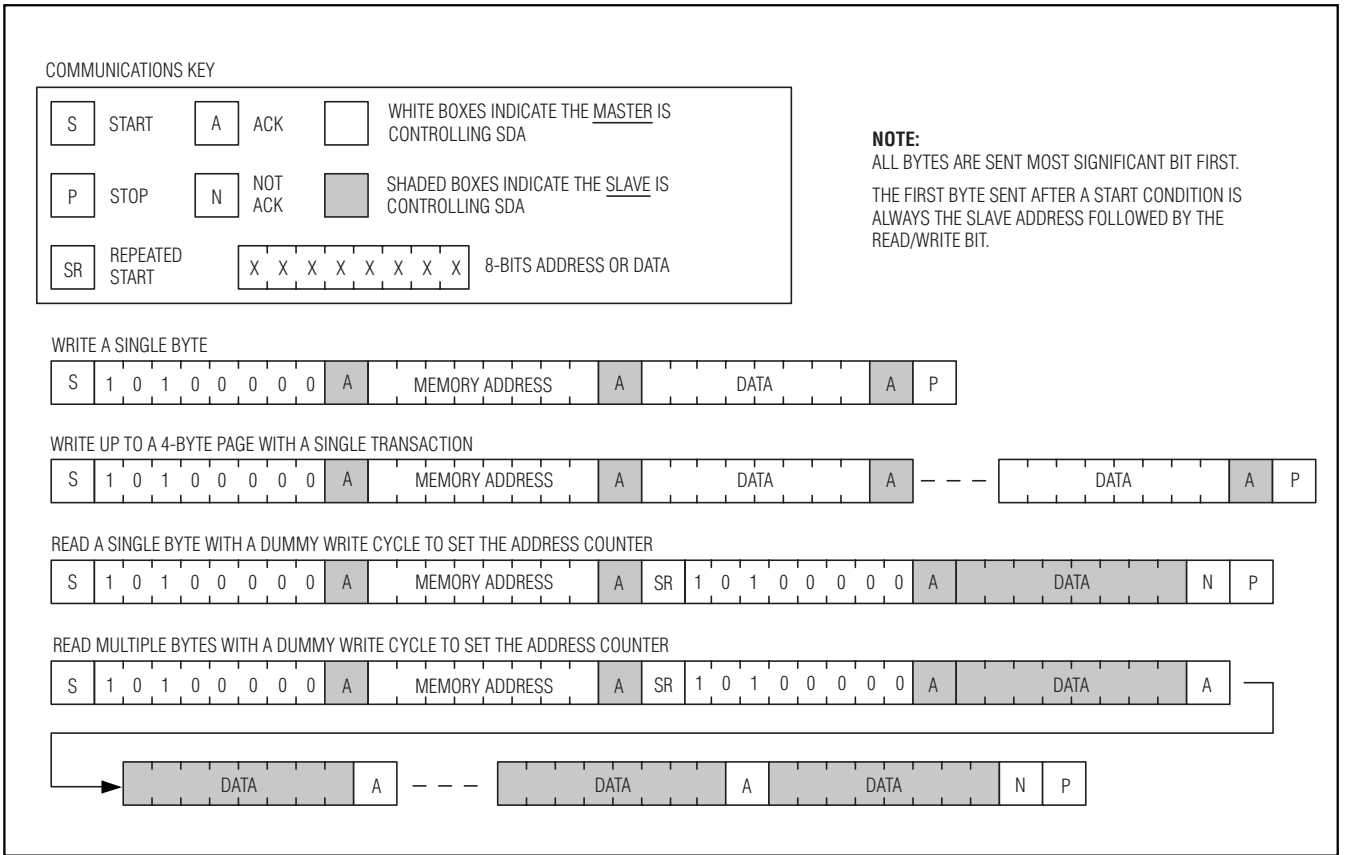 COMMUNICATIONS KEY
S START A ACK WHITE BOXES INDICATE THE MASTER IS
CONTROLLING SDA
P STOP N NOT
ACK SHADED BOXES INDICATE THE SLAVE IS
CONTROLLING SDA
SR REPEATED
START X X X X X X X X 8-BITS ADDRESS OR DATA
NOTE:
ALL BYTES ARE SENT MOST SIGNIFICANT BIT FIRST.
THE FIRST BYTE SENT AFTER A START CONDITION IS
ALWAYS THE SLAVE ADDRESS FOLLOWED BY THE
READ/WRITE BIT.
WRITE A SINGLE BYTE
S 1 0 1 0 0 0 0 0 A MEMORY ADDRESS A DATA A P
WRITE UP TO A 4-BYTE PAGE WITH A SINGLE TRANSACTION
S 1 0 1 0 0 0 0 0 A MEMORY ADDRESS A DATA A DATA A P
READ A SINGLE BYTE WITH A DUMMY WRITE CYCLE TO SET THE ADDRESS COUNTER
S 1 0 1 0 0 0 0 0 A MEMORY ADDRESS A SR 1 0 1 0 0 0 0 0 A DATA N P
READ MULTIPLE BYTES WITH A DUMMY WRITE CYCLE TO SET THE ADDRESS COUNTER
S 1 0 1 0 0 0 0 0 A MEMORY ADDRESS A SR 1 0 1 0 0 0 0 0 A DATA A
DATA A DATA A DATA N P